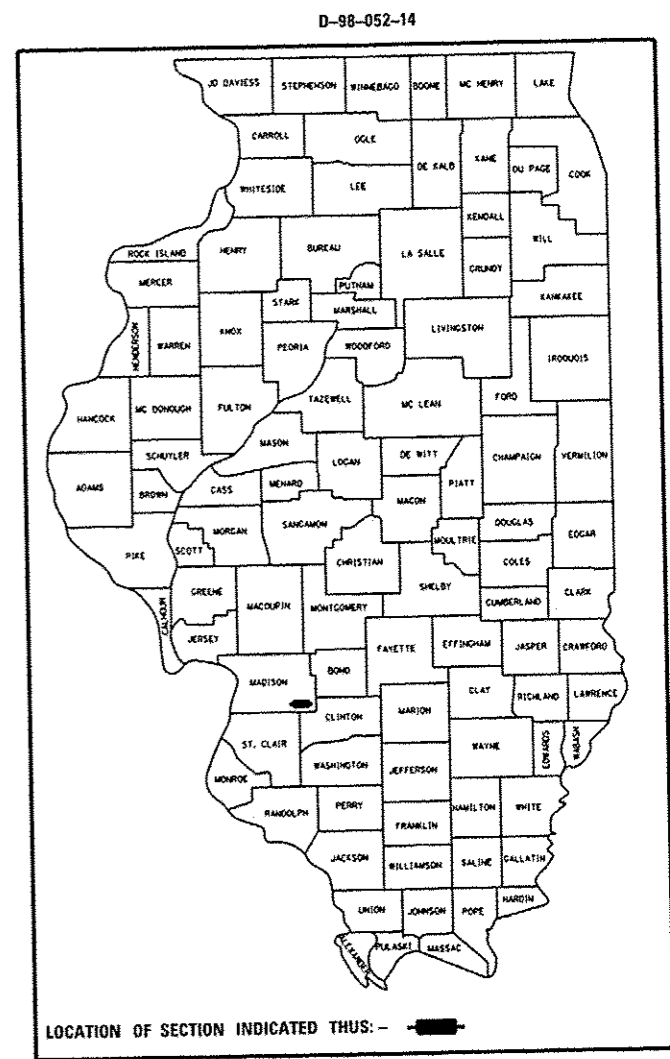 D-98-052-14
JO DAVIESS STEPHENSON WINNEBAGO BOONE MC HENRY LAKE
CARROLL OGLE
DE KALB KANE DU PAGE COOK
WHITESIDE LEE
KENDALL WILL
ROCK ISLAND HENRY BUREAU LA SALLE GRUNDY
MERCER PUTNAM
KANKAKEE
STARK MARSHALL
HENDERSON WARREN KNOX PEORIA WOODFORD LIVINGSTON IROQUOIS
HANCOCK MC DONOUGH FULTON TAZEWELL MC LEAN FORD
SCHUYLER MASON LOGAN DE WITT CHAMPAIGN VERMILION
ADAMS BROWN CASS MENARD MACON PIATT
PIKE SCOTT MORGAN SANGAMON MOULTRIE DOUGLAS EDGAR
CHRISTIAN COLES
CALHOUN GREENE MACOUPIN MONTGOMERY SHELBY CUMBERLAND CLARK
JERSEY FAYETTE EFFINGHAM JASPER CRAWFORD
MADISON BOND
CLAY RICHLAND LAWRENCE
CLINTON MARION
ST. CLAIR WAYNE EDWARDS WABASH
MONROE WASHINGTON JEFFERSON
RANDOLPH PERRY HAMILTON WHITE
FRANKLIN
JACKSON WILLIAMSON SALINE GALLATIN
UNION JOHNSON POPE HARDIN
ALEXANDER PULASKI MASSAC
LOCATION OF SECTION INDICATED THUS: -